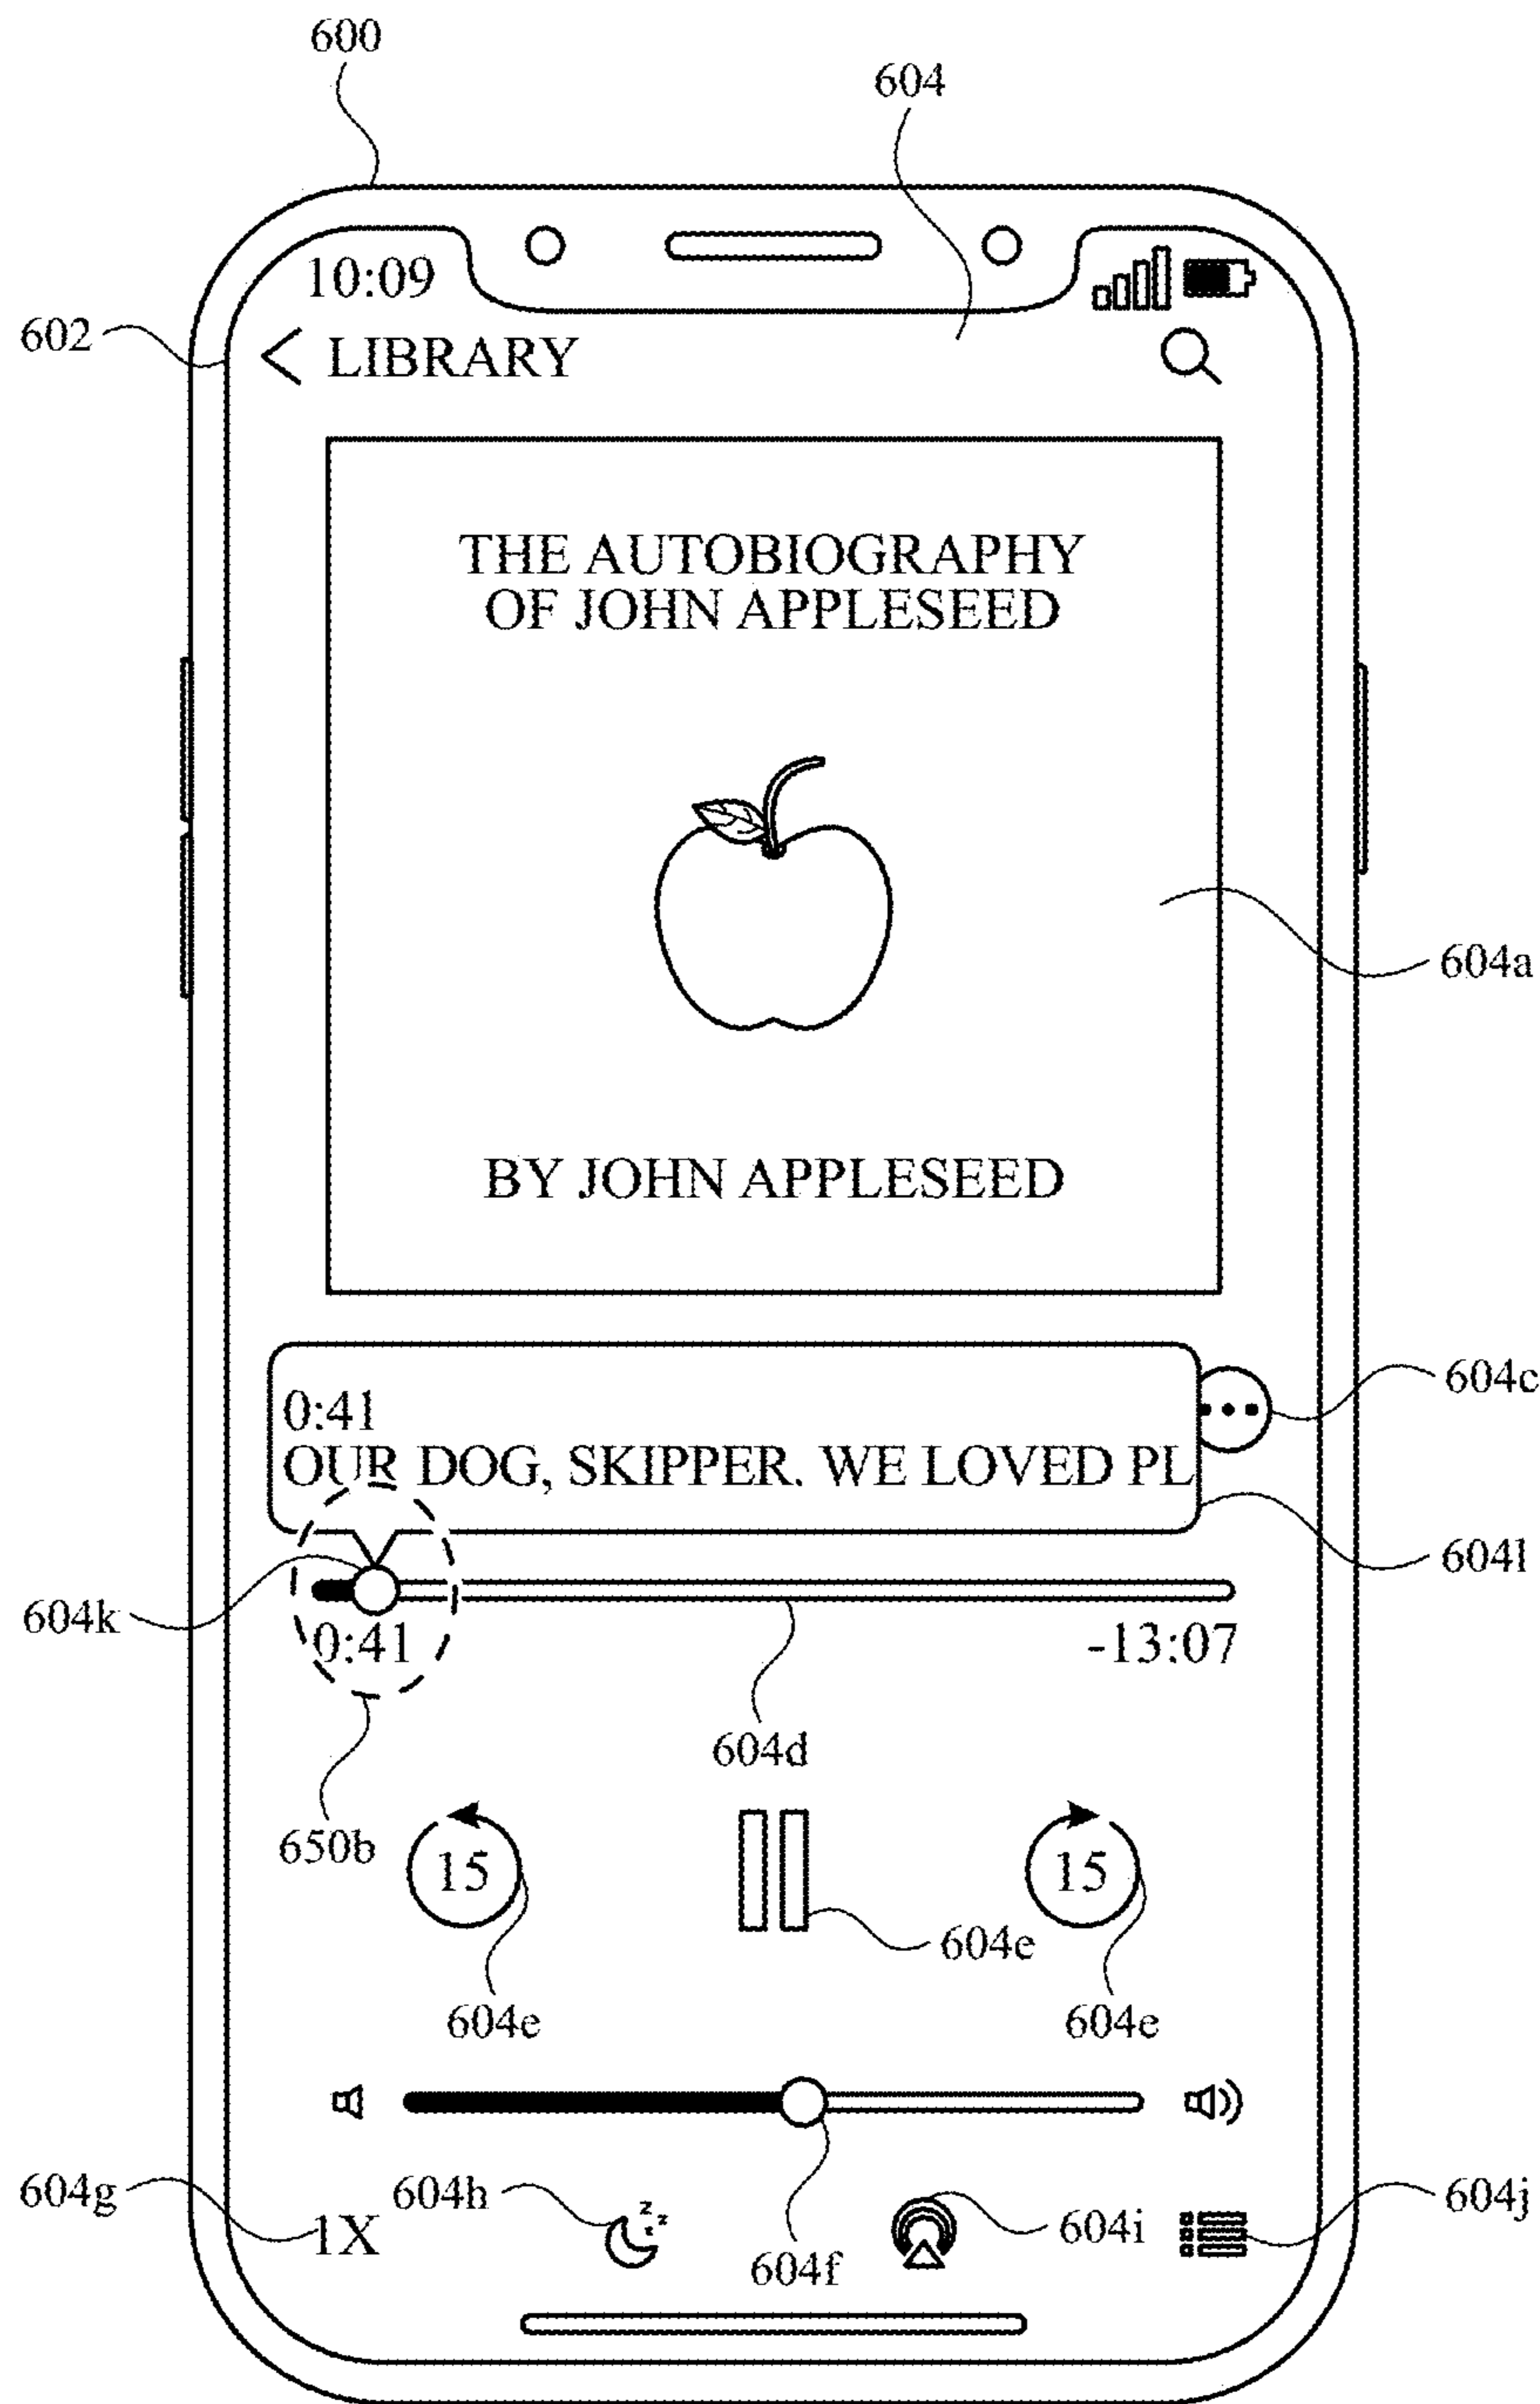 600
604
10:09
602
LIBRARY
THE AUTOBIOGRAPHY
OF JOHN APPLESEED
604a
BY JOHN APPLESEED
604c
0:41
OUR DOG, SKIPPER. WE LOVED PL
604l
604k
0:41
-13:07
604d
650b
15
15
604e
604e
604e
604g
604h
604j
1X
z z z
604i
604f